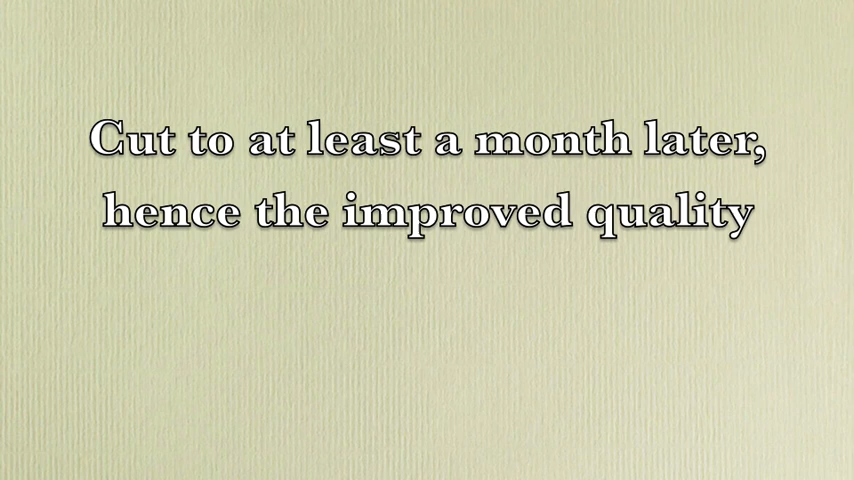 Cut to at least a month later,
hence the improved quality